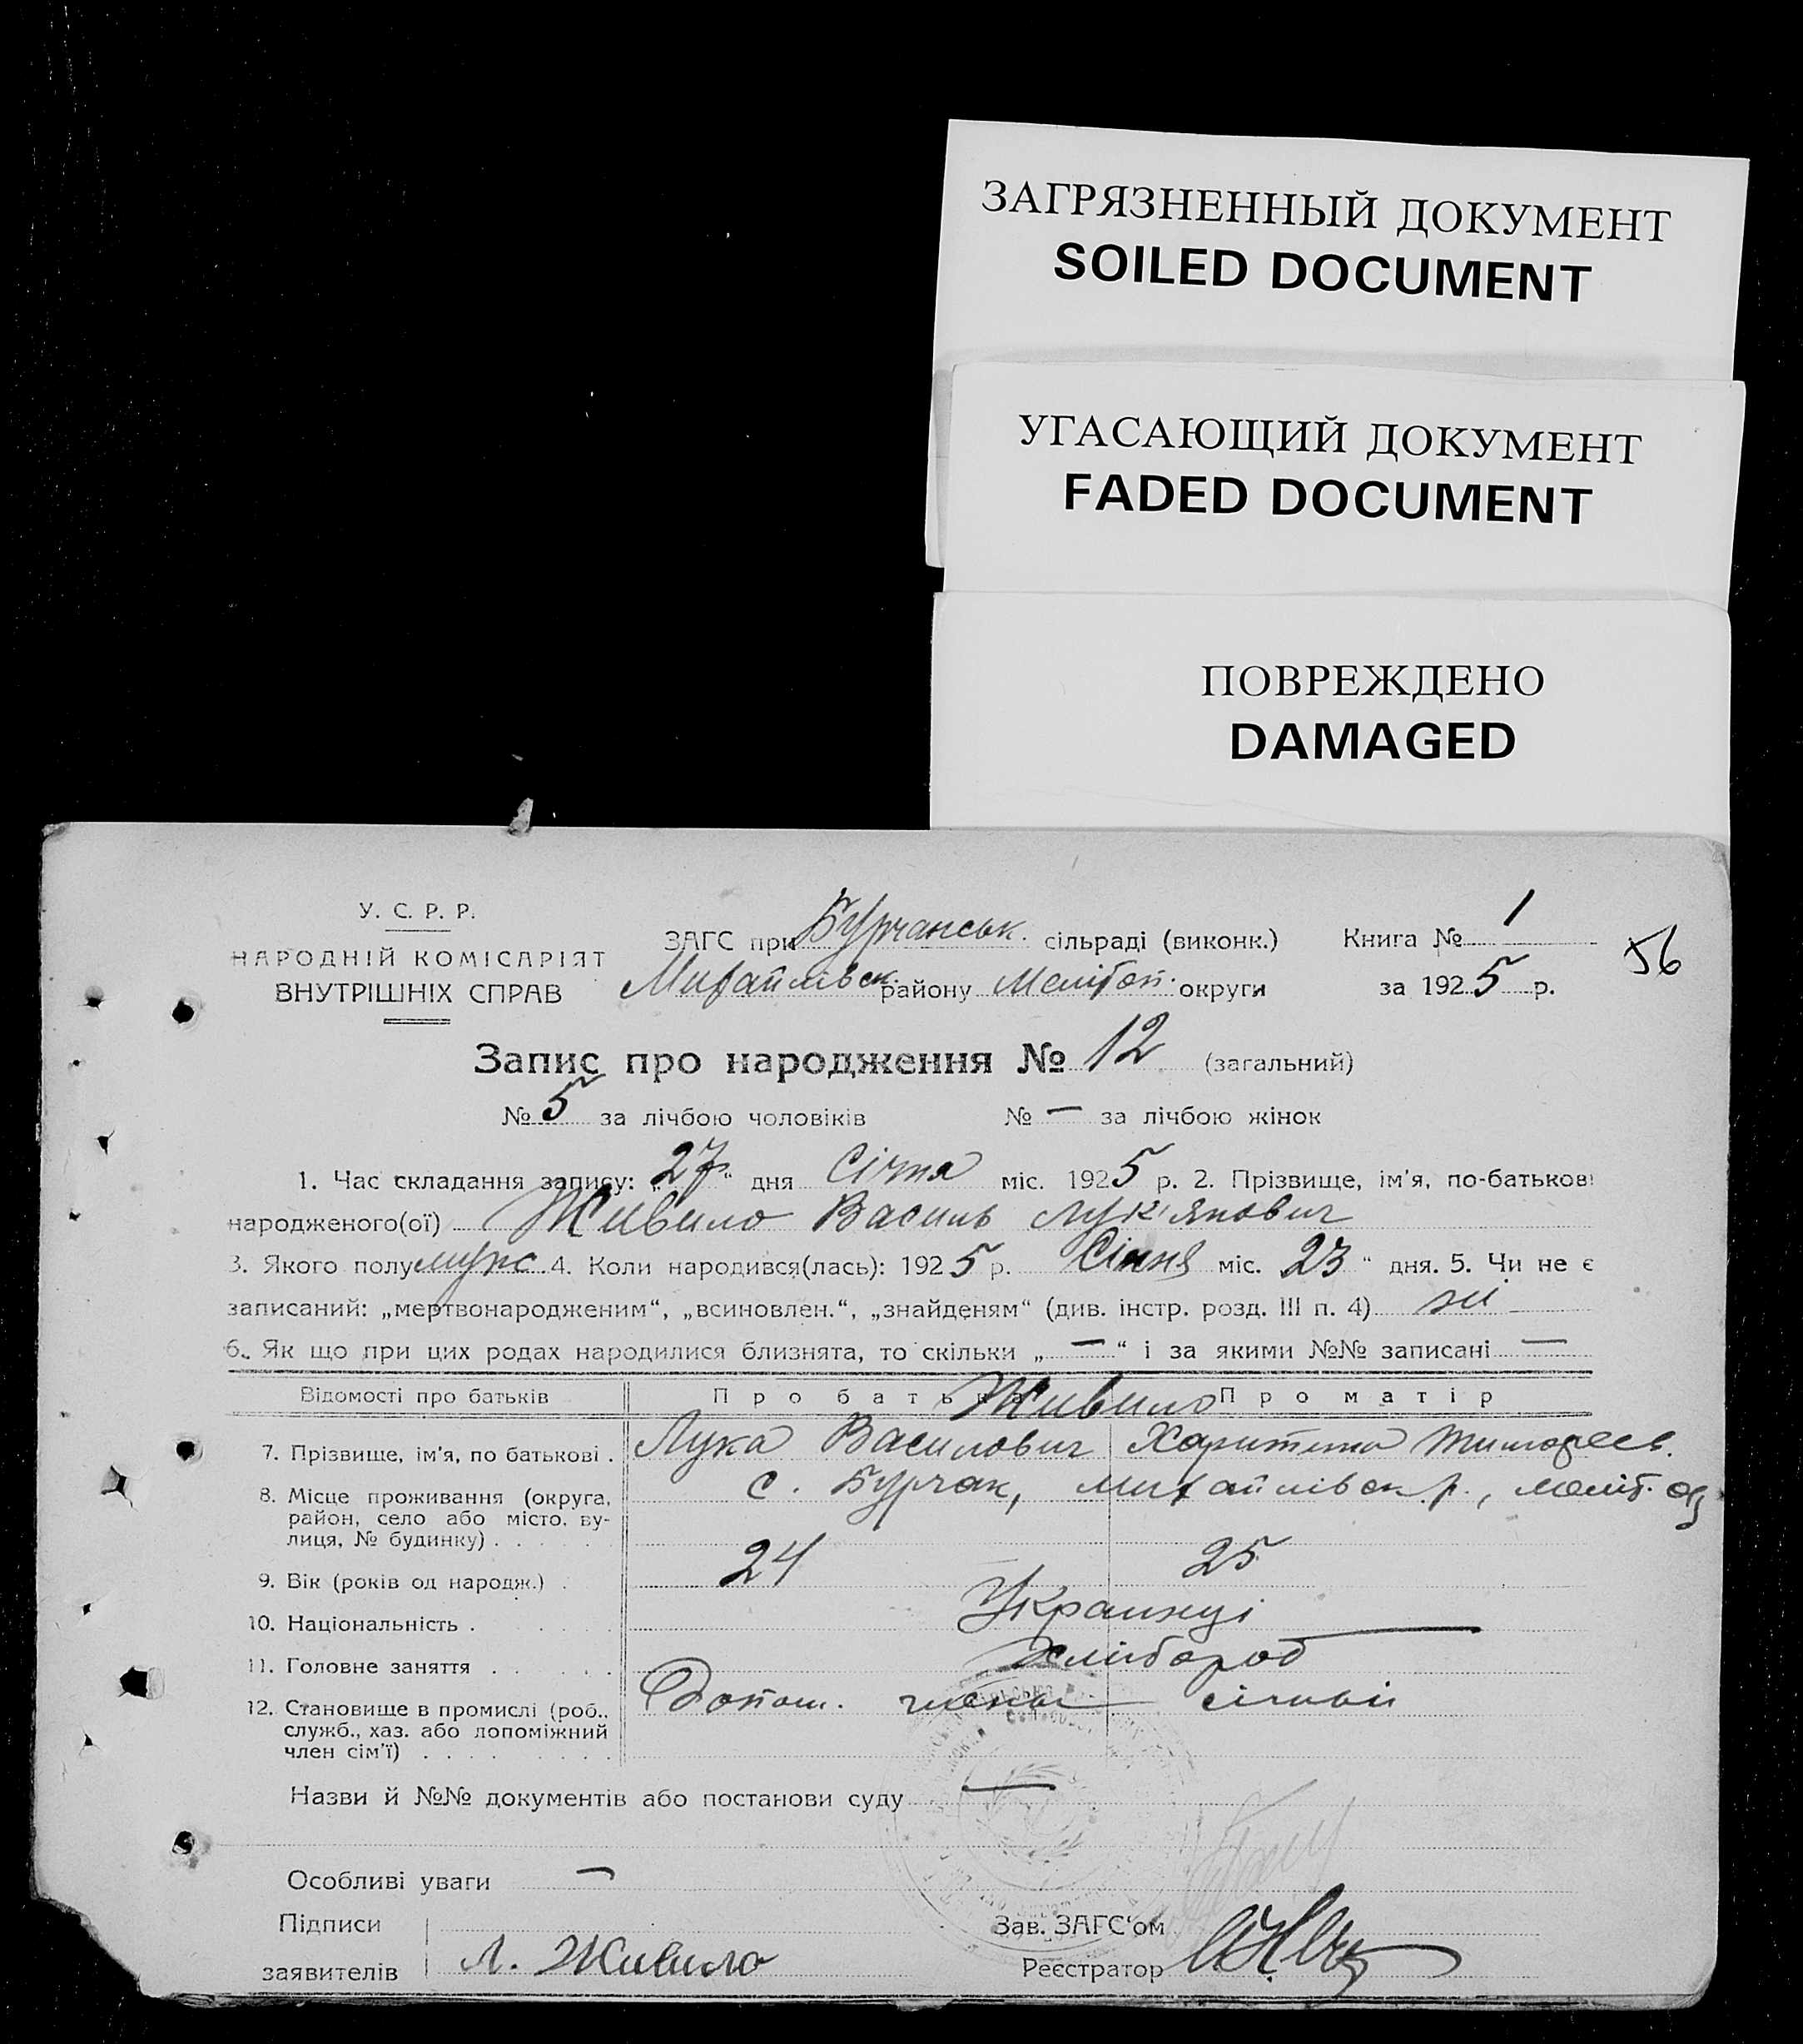 ЗАГРЯЗНЕННЫЙ ДОКУМЕНТ
SOILED DOCUMENT
УГАСАЮЩИЙ ДОКУМЕНТ
FADED DOCUMENT
ПОВРЕЖДЕНО
DAMAGED
У. С. Р. Р.
НАРОДНІЙ КОМІСАРІЯТ
ВНУТРІШНІХ СПРАВ
ЗАГС при Бурчанськ. сільраді (виконк.) Книга № 1
56
Михайлівськ. району Мелітоп. округи за 1925 р.
Запис про народження № 12 (загальний)
№ 5 за лічбою чоловіків № — за лічбою жінок
1. Час складання запису: „27“ дня Січня міс. 1925 р. 2. Прізвище, ім'я, по-батькові
народженого(ої) Живило Василь Лук'янович
3. Якого полу муж. 4. Коли народився(лась): 1925 р. Січня міс. 23 “ дня. 5. Чи не є
записаний: „мертвонародженим“, „всиновлен.“, „знайденям“ (див. інстр. розд. III п. 4) ні
6. Як що при цих родах народилися близнята, то скільки „—“ і за якими №№ записані —
Відомості про батьків Про батька Про матір
Живило
7. Прізвище, ім'я, по батькові . Лука Василович Харитина Тимофеев.
8. Місце проживання (округа, район, село або місто, вулиця, № будинку) с. Бурчак, Михайлівськ. р., Меліт. ок
9. Вік (років од народж.) . 24 25
10. Національність . Украинці
11. Головне заняття . Хлібороб
12. Становище в промислі (роб., служб., хаз. або допоміжний член сім'ї) Допом. члены
Назви й №№ документів або постанови суду —
Особливі уваги —
Підписи
заявителів Л. Живило
Зав. ЗАГС‘ом
Реєстратор